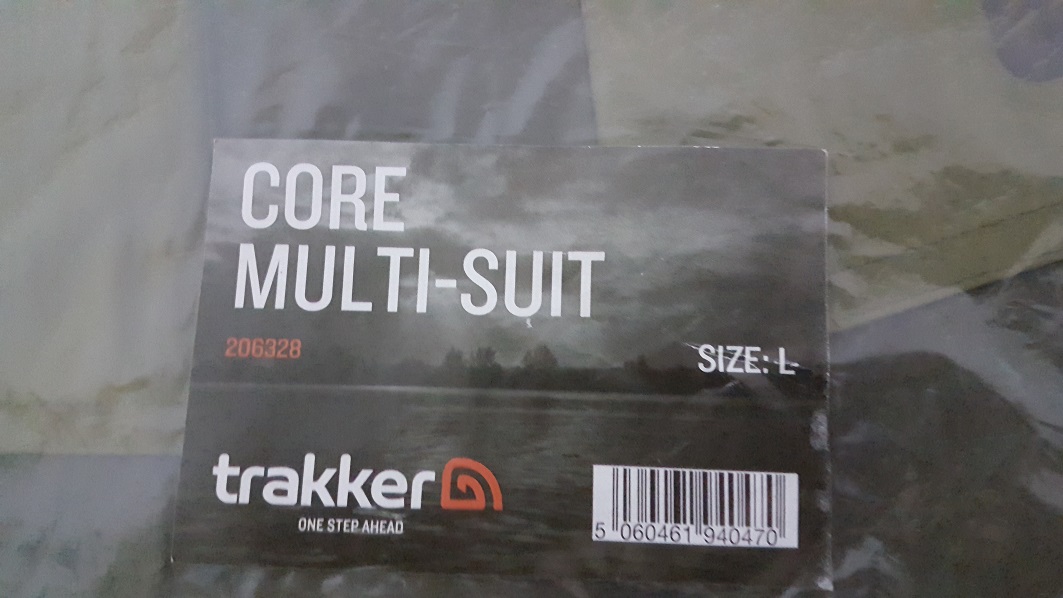 CORE
MULTI-SUIT
206328
SIZE: L
trakker
ONE STEP AHEAD
5 060461 940470